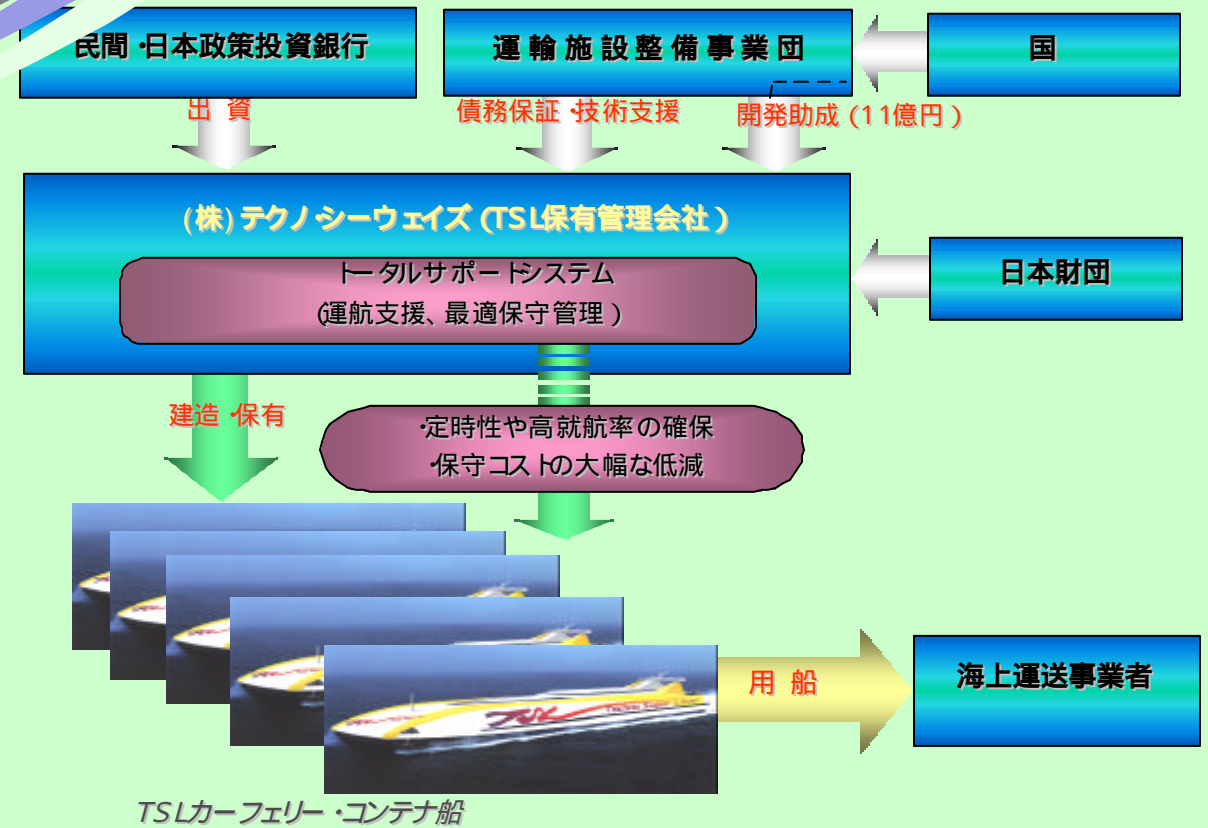 民間・日本政策投資銀行
運輸施設整備事業団
国
出 資
債務保証・技術支援
開発助成（11億円）
(株)テクノ・シーウェイズ（TSL保有管理会社）
トータルサポートシステム
（運航支援、最適保守管理）
日本財団
建造・保有
・定時性や高就航率の確保
・保守コストの大幅な低減
TSL
Techno Super Liner
用 船
海上運送事業者
TSLカーフェリー・コンテナ船